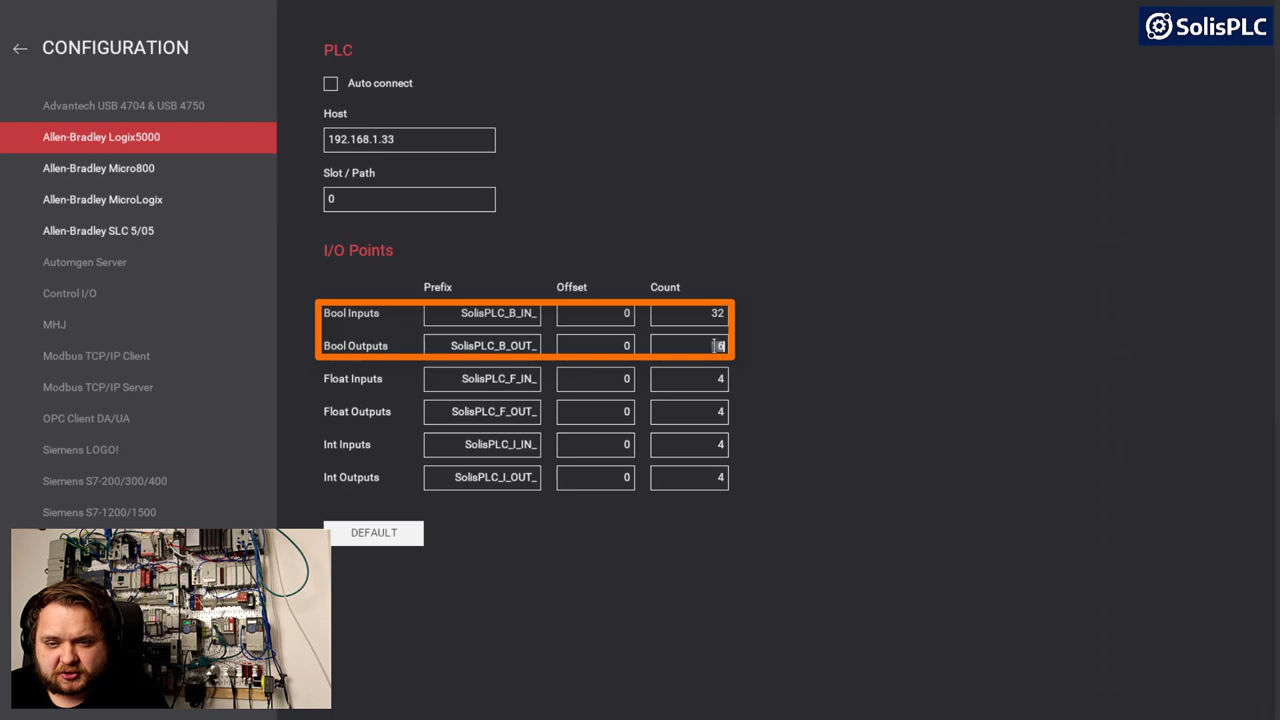 SolisPLC
CONFIGURATION
Advantech USB 4704 & USB 4750
Allen-Bradley Logix5000
Allen-Bradley Micro800
Allen-Bradley MicroLogix
Allen-Bradley SLC 5/05
Automgen Server
Control I/O
MHJ
Modbus TCP/IP Client
Modbus TCP/IP Server
OPC Client DA/UA
Siemens LOGO!
Siemens S7-200/300/400
Siemens S7-1200/1500
PLC
Auto connect
Host
192.168.1.33
Slot / Path
0
I/O Points
Prefix Offset Count
Bool Inputs SolisPLC_B_IN_ 0 32
Bool Outputs SolisPLC_B_OUT_ 0
Float Inputs SolisPLC_F_IN_ 0 4
Float Outputs SolisPLC_F_OUT_ 0 4
Int Inputs SolisPLC_I_IN_ 0 4
Int Outputs SolisPLC_I_OUT_ 0 4
DEFAULT